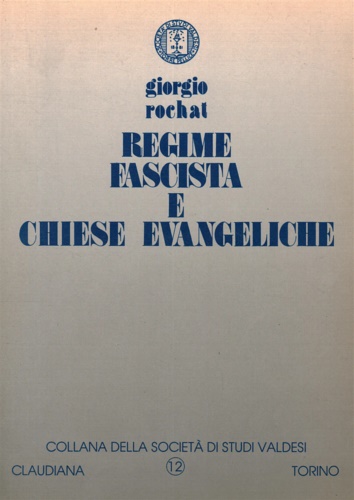 giorgio
rochat
REGIME
FASCISTA
E
CHIESE EVANGELICHE
COLLANA DELLA SOCIETÀ DI STUDI VALDESI
CLAUDIANA 12 TORINO